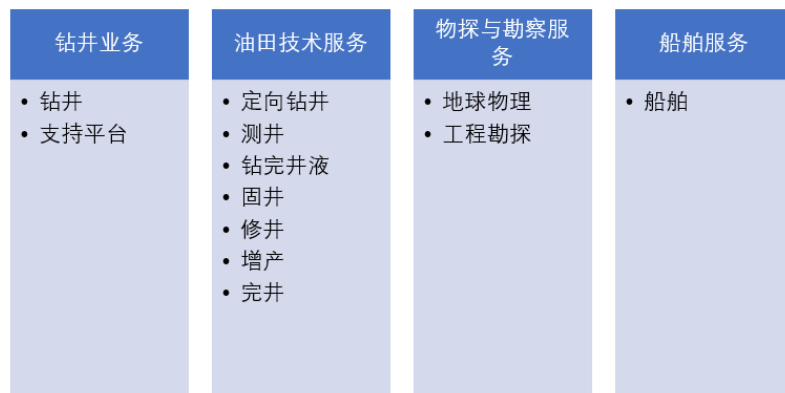 钻井业务
• 钻井
• 支持平台
油田技术服务
• 定向钻井
• 测井
• 钻完井液
• 固井
• 修井
• 增产
• 完井
物探与勘察服
务
• 地球物理
• 工程勘探
船舶服务
• 船舶